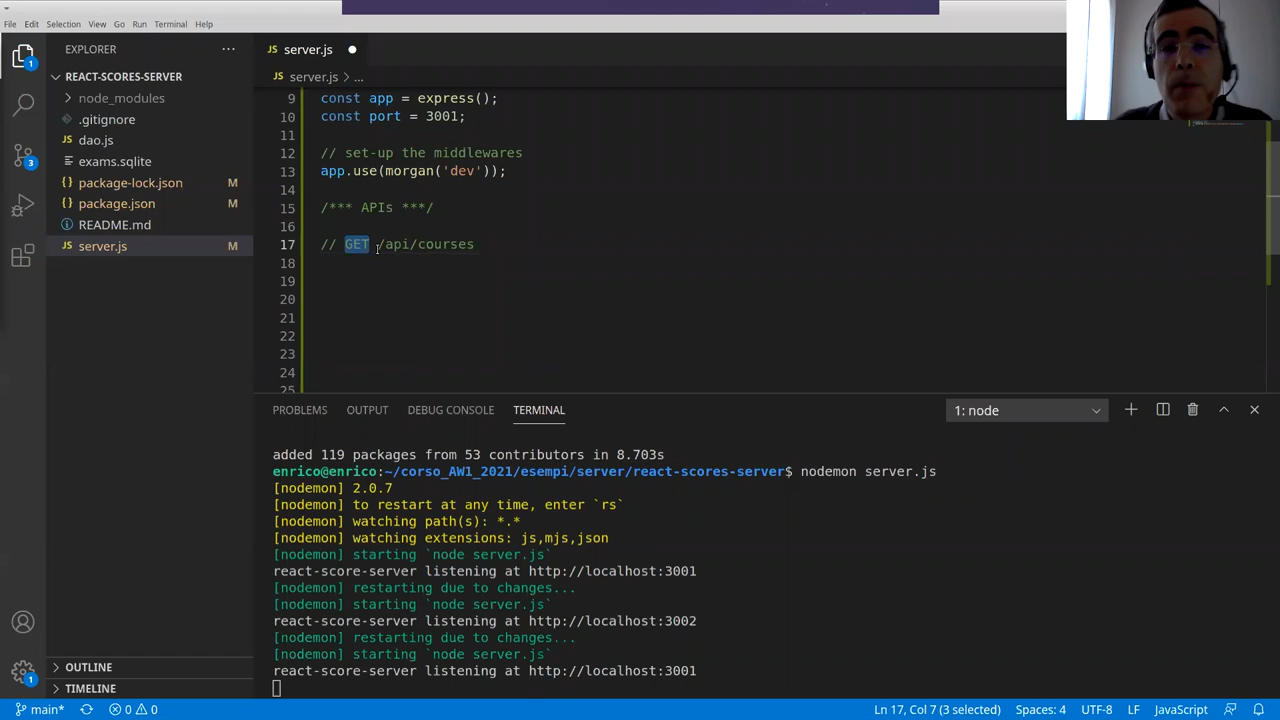 File Edit Selection View Go Run Terminal Help
EXPLORER
server.js
REACT-SCORES-SERVER
node_modules
.gitignore
dao.js
exams.sqlite
package-lock.json M
package.json M
README.md
server.js M
OUTLINE
TIMELINE
server.js > ...
9 const app = express();
10 const port = 3001;
11
12 // set-up the middlewares
13 app.use(morgan('dev'));
14
15 /*** APIs ***/
16
17 // GET /api/courses
18
19
20
21
22
23
24
25
PROBLEMS OUTPUT DEBUG CONSOLE TERMINAL 1: node
added 119 packages from 53 contributors in 8.703s
enrico@enrico:~/corso_AW1_2021/esempi/server/react-scores-server$ nodemon server.js
[nodemon] 2.0.7
[nodemon] to restart at any time, enter `rs`
[nodemon] watching path(s): *.*
[nodemon] watching extensions: js,mjs,json
[nodemon] starting `node server.js`
react-score-server listening at http://localhost:3001
[nodemon] restarting due to changes...
[nodemon] starting `node server.js`
react-score-server listening at http://localhost:3002
[nodemon] restarting due to changes...
[nodemon] starting `node server.js`
react-score-server listening at http://localhost:3001
main* 0 0 Ln 17, Col 7 (3 selected) Spaces: 4 UTF-8 LF JavaScript